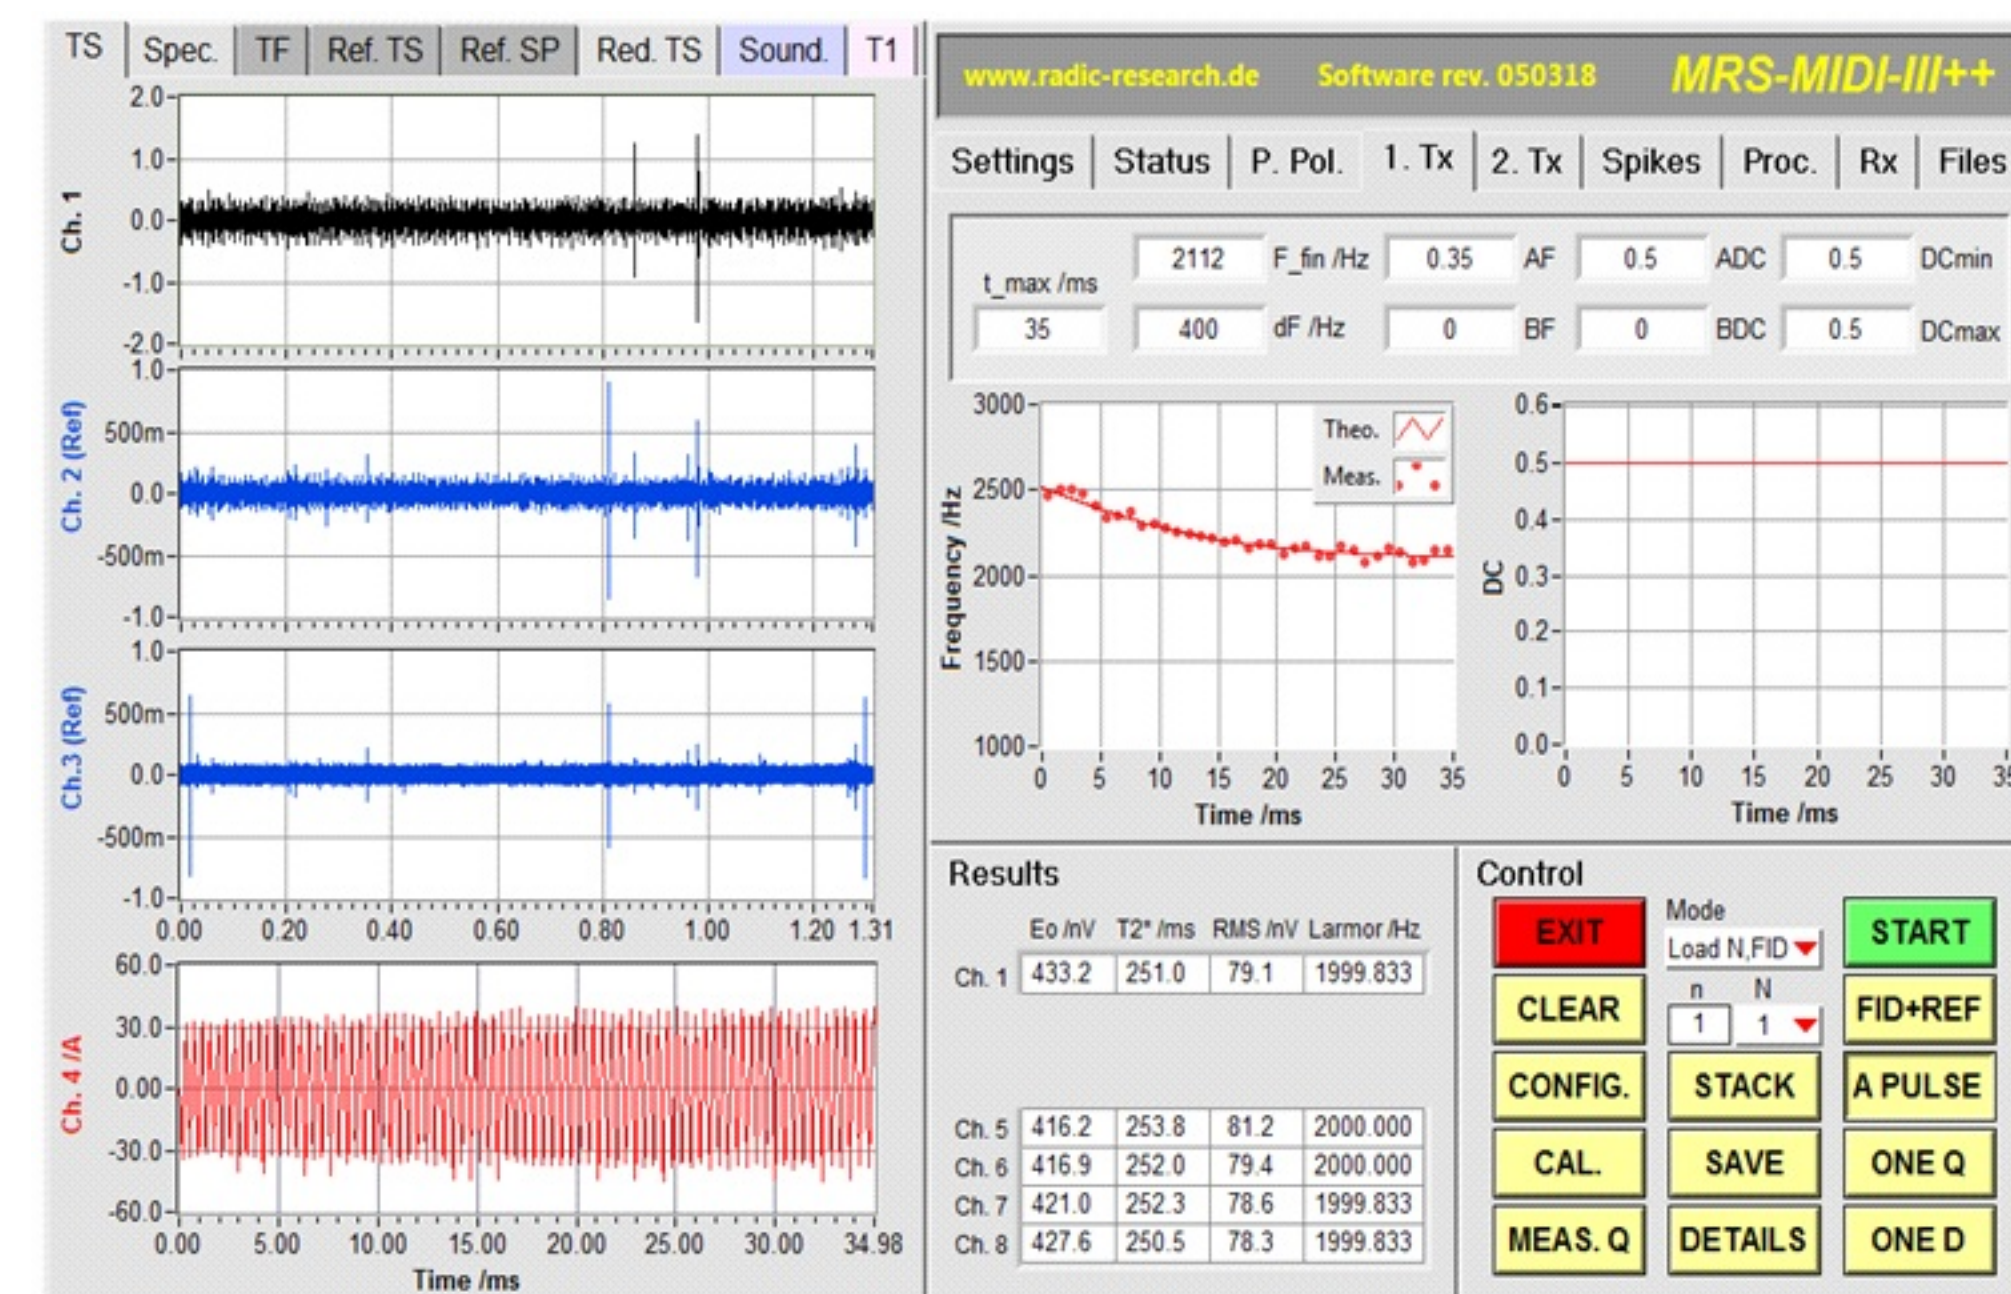 TS Spec. TF Ref. TS Ref. SP Red. TS Sound. T1
2.0
1.0
0.0
-1.0
-2.0
Ch. 1
1.0
500m
0.0
-500m
-1.0
Ch. 2 (Ref)
1.0
500m
0.0
-500m
-1.0
Ch.3 (Ref)
0.00 0.20 0.40 0.60 0.80 1.00 1.20 1.31
60.0
30.0
0.00
-30.0
-60.0
Ch. 4 /A
0.00 5.00 10.00 15.00 20.00 25.00 30.00 34.98
Time /ms
www.radic-research.de Software rev. 050318 MRS-MIDI-III++
Settings Status P. Pol. 1. Tx 2. Tx Spikes Proc. Rx Files
2112 F_fin /Hz 0.35 AF 0.5 ADC 0.5 DCmin
t_max /ms
35 400 dF /Hz 0 BF 0 BDC 0.5 DCmax
3000
2500
2000
1500
1000
Frequency /Hz
Theo.
Meas.
0 5 10 15 20 25 30 35
Time /ms
0.6
0.5
0.4
0.3
0.2
0.1
0.0
DC
0 5 10 15 20 25 30 35
Time /ms
Results
Eo /nV T2* /ms RMS /nV Larmor /Hz
Ch. 1 433.2 251.0 79.1 1999.833
Ch. 5 416.2 253.8 81.2 2000.000
Ch. 6 416.9 252.0 79.4 2000.000
Ch. 7 421.0 252.3 78.6 1999.833
Ch. 8 427.6 250.5 78.3 1999.833
Control
EXIT Mode START
Load N,FID
CLEAR n N FID+REF
1 1
CONFIG. STACK A PULSE
CAL. SAVE ONE Q
MEAS. Q DETAILS ONE D